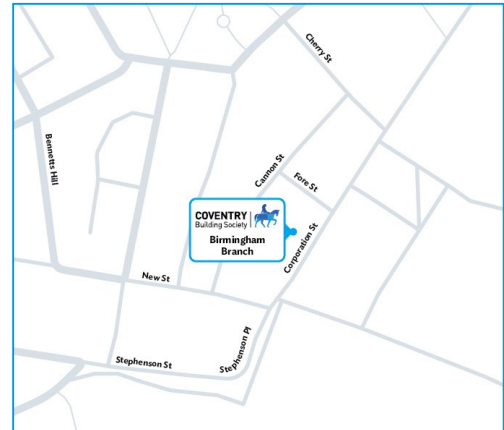 Cherry St
Bennetts Hill
Cannon St
Fore St
COVENTRY
Building Society
Birmingham
Branch
Corporation St
New St
Stephenson Pl
Stephenson St